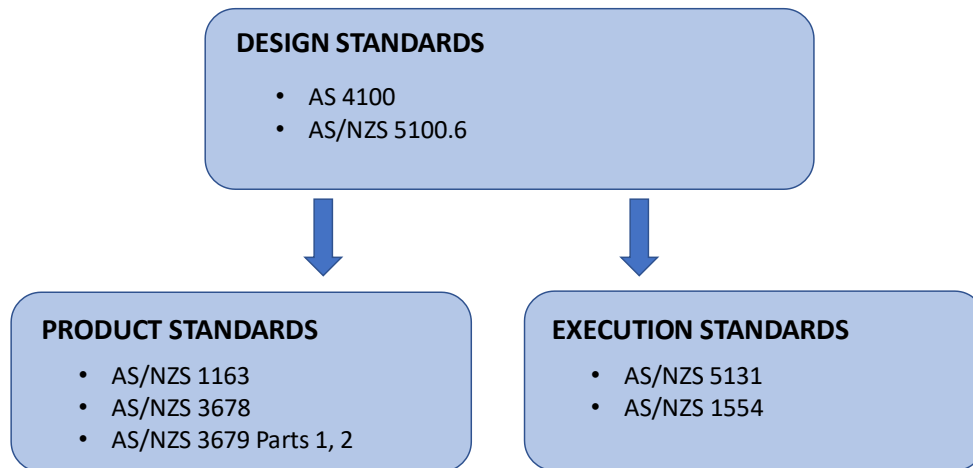 DESIGN STANDARDS
• AS 4100
• AS/NZS 5100.6
PRODUCT STANDARDS
• AS/NZS 1163
• AS/NZS 3678
• AS/NZS 3679 Parts 1, 2
EXECUTION STANDARDS
• AS/NZS 5131
• AS/NZS 1554